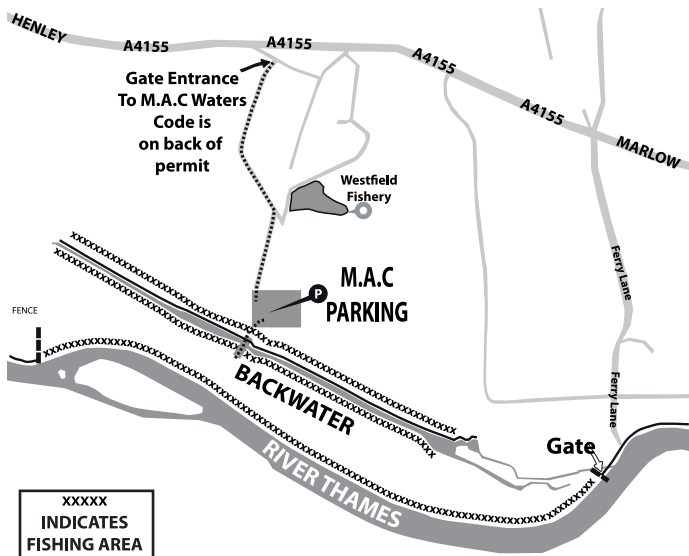 HENLEY
A4155
A4155
A4155
A4155
MARLOW
Gate Entrance
To M.A.C Waters
Code is
on back of
permit
Westfield
Fishery
Ferry Lane
P
M.A.C
PARKING
xxxxxxxxxxxxxxxxxxxxxxxxxxxxxxxxxxxxxxxx
FENCE
BACKWATER
Ferry Lane
Gate
RIVER THAMES
xxxxx
INDICATES
FISHING AREA